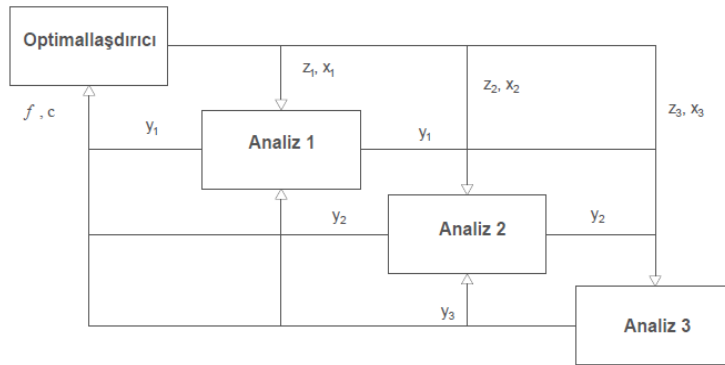 Optimallaşdırıcı
z₁, x₁
z₂, x₂
z₃, x₃
f , c
y₁
Analiz 1
y₁
y₂
Analiz 2
y₂
y₃
Analiz 3